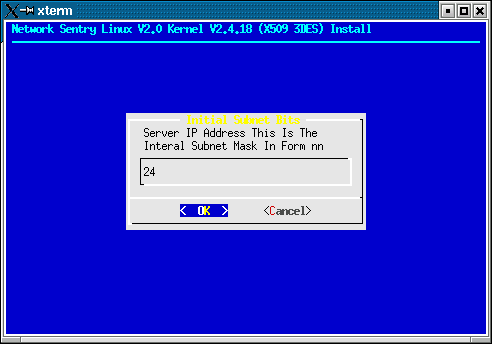 xterm
Network Sentry Linux V2.0 Kernel V2.4.18 (X509 3DES) Install
Initial Subnet Bits
Server IP Address This Is The
Interal Subnet Mask In Form nn
24
< OK >
<Cancel>